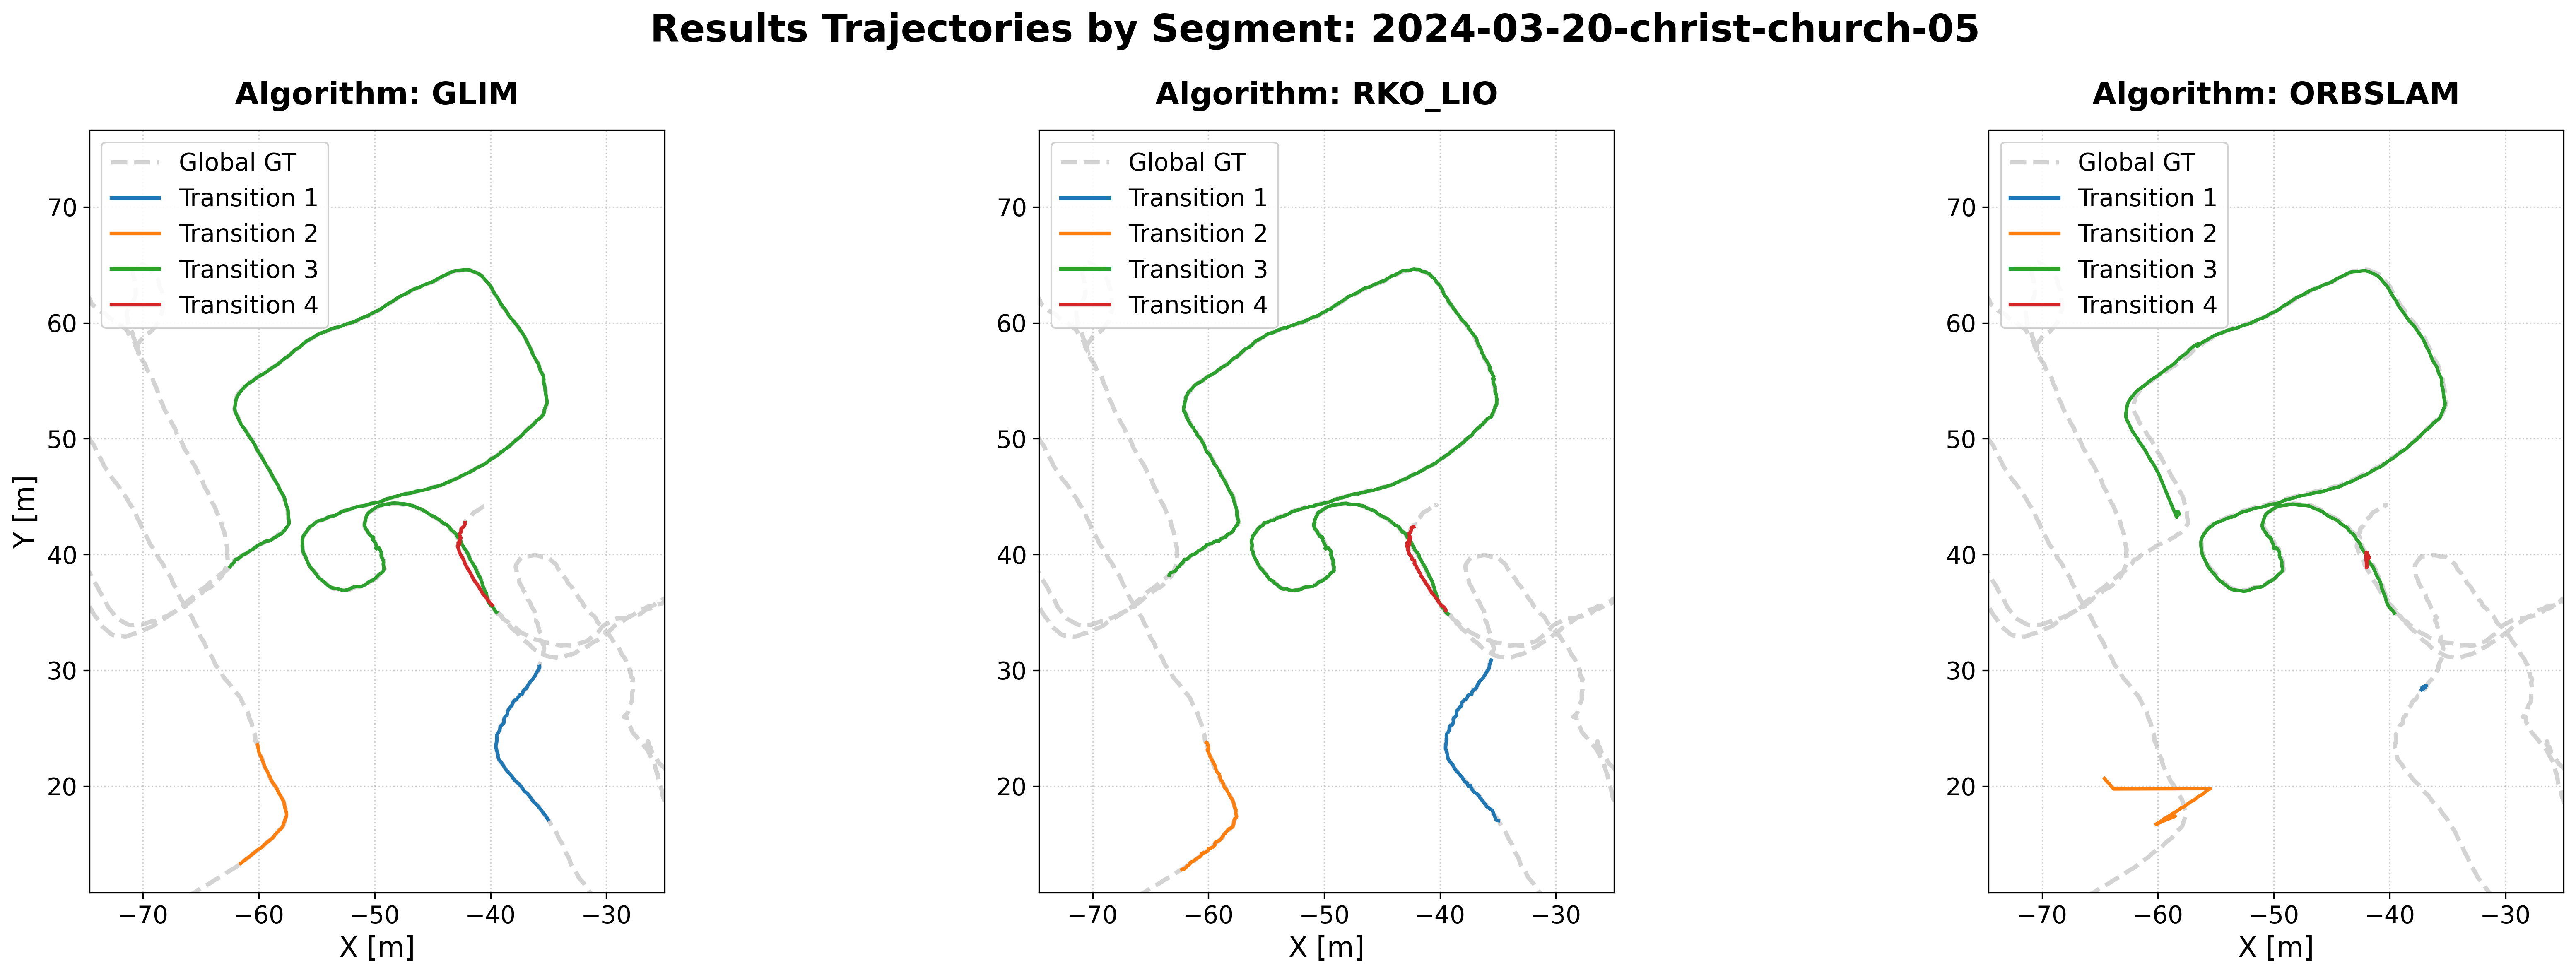 Results Trajectories by Segment: 2024-03-20-christ-church-05
Algorithm: GLIM
Global GT
Transition 1
Transition 2
Transition 3
Transition 4
70
60
50
40
30
20
Y [m]
−70 −60 −50 −40 −30
X [m]
Algorithm: RKO_LIO
Global GT
Transition 1
Transition 2
Transition 3
Transition 4
70
60
50
40
30
20
−70 −60 −50 −40 −30
X [m]
Algorithm: ORBSLAM
Global GT
Transition 1
Transition 2
Transition 3
Transition 4
70
60
50
40
30
20
−70 −60 −50 −40 −30
X [m]